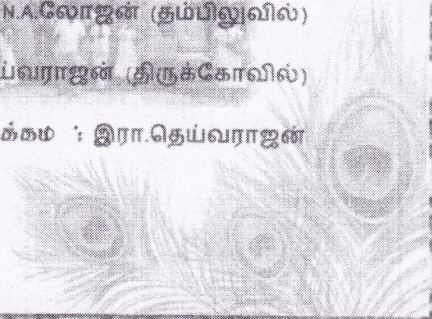 N.A.லோஜன் (தம்பிலுவில்)
ய்வராஜன் (திருக்கோவில்)
க்கம : இரா.தெய்வராஜன்